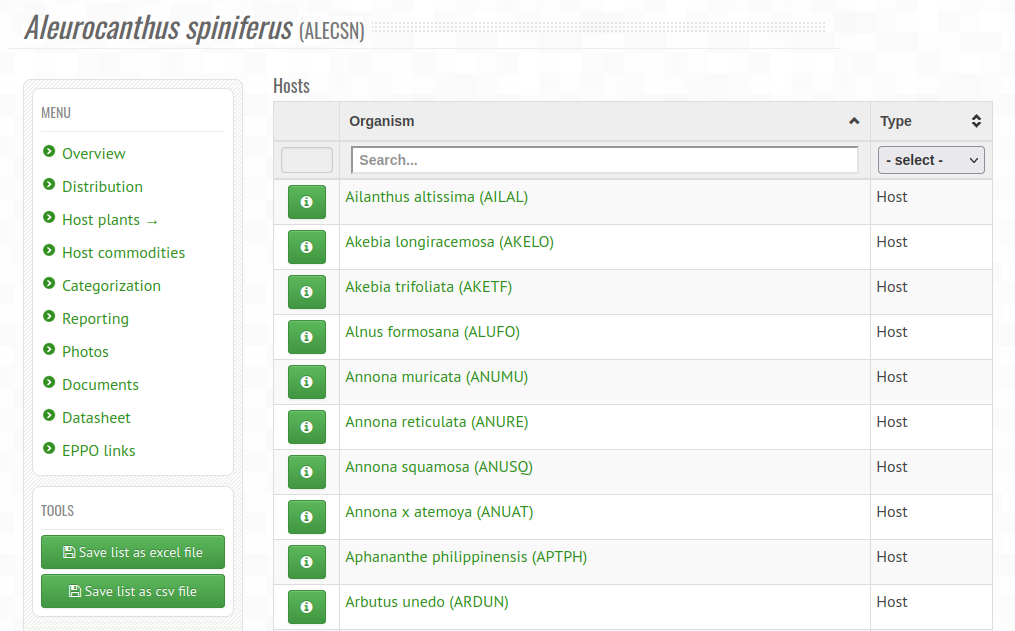 Aleurocanthus spiniferus (ALECSN)
MENU
Overview
Distribution
Host plants →
Host commodities
Categorization
Reporting
Photos
Documents
Datasheet
EPPO links
TOOLS
Save list as excel file
Save list as csv file
Hosts
Organism Type
Search... - select -
Ailanthus altissima (AILAL) Host
Akebia longiracemosa (AKELO) Host
Akebia trifoliata (AKETF) Host
Alnus formosana (ALUFO) Host
Annona muricata (ANUMU) Host
Annona reticulata (ANURE) Host
Annona squamosa (ANUSQ) Host
Annona x atemoya (ANUAT) Host
Aphananthe philippinensis (APTPH) Host
Arbutus unedo (ARDUN) Host